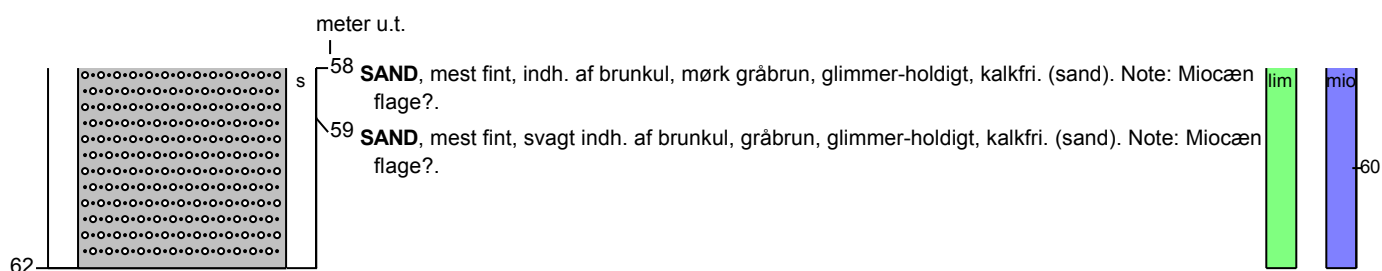 meter u.t.
s
58 SAND, mest fint, indh. af brunkul, mørk gråbrun, glimmer-holdigt, kalkfri. (sand). Note: Miocæn
flage?.
lim
mio
59 SAND, mest fint, svagt indh. af brunkul, gråbrun, glimmer-holdigt, kalkfri. (sand). Note: Miocæn
flage?.
60
62